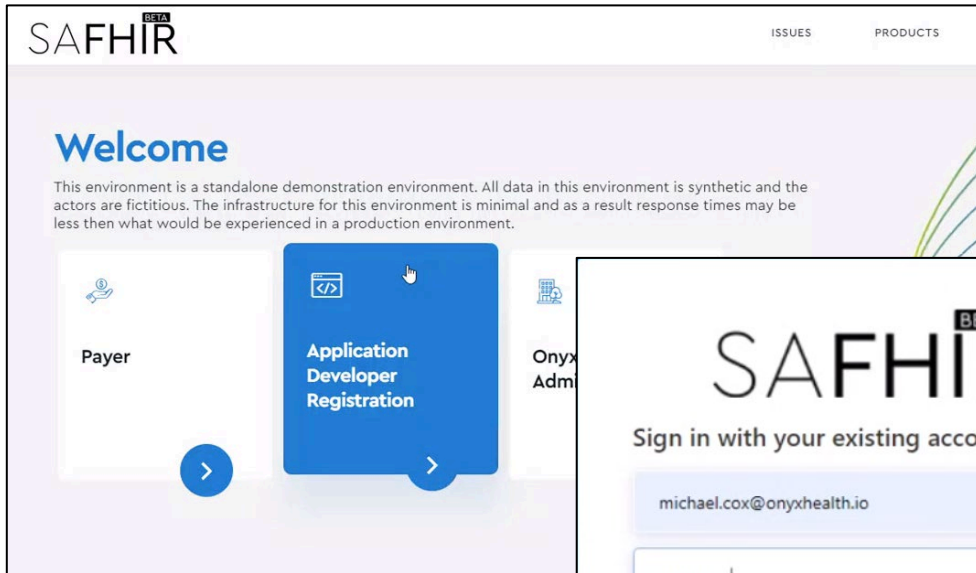 SAFHIR
BETA
ISSUES
PRODUCTS
Welcome
This environment is a standalone demonstration environment. All data in this environment is synthetic and the
actors are fictitious. The infrastructure for this environment is minimal and as a result response times may be
less then what would be experienced in a production environment.
</>
Payer
Application
Developer
Registration
Onyx
Admi
BE
SAFHI
Sign in with your existing acco
michael.cox@onyxhealth.io